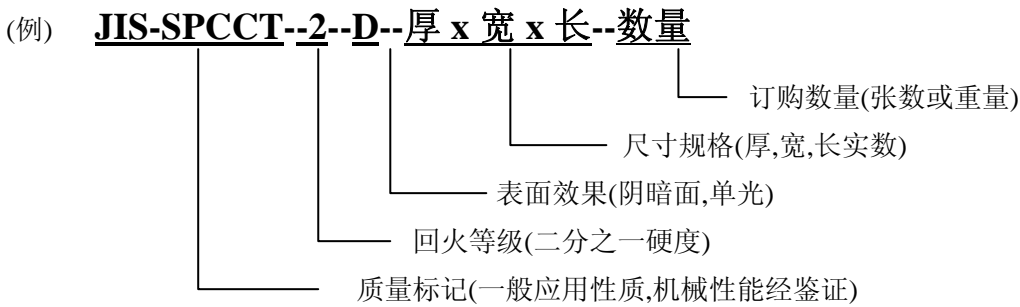 (例) JIS-SPCCT--2--D--厚 x 宽 x 长--数量
订购数量(张数或重量)
尺寸规格(厚,宽,长实数)
表面效果(阴暗面,单光)
回火等级(二分之一硬度)
质量标记(一般应用性质,机械性能经鉴证)